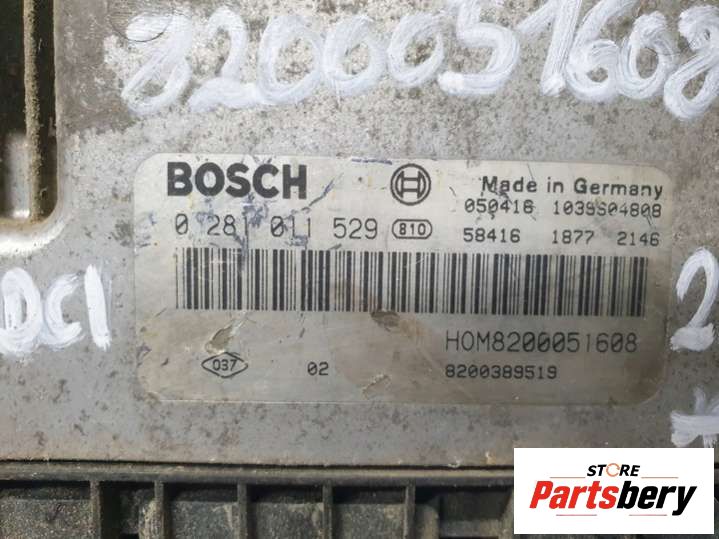 8200051608
BOSCH Made in Germany
050416 1039S04808
0 281 011 529 810 58416 1877 2146
DCI
2
HOM8200051608
037 02 8200389519
STORE
Partsbery